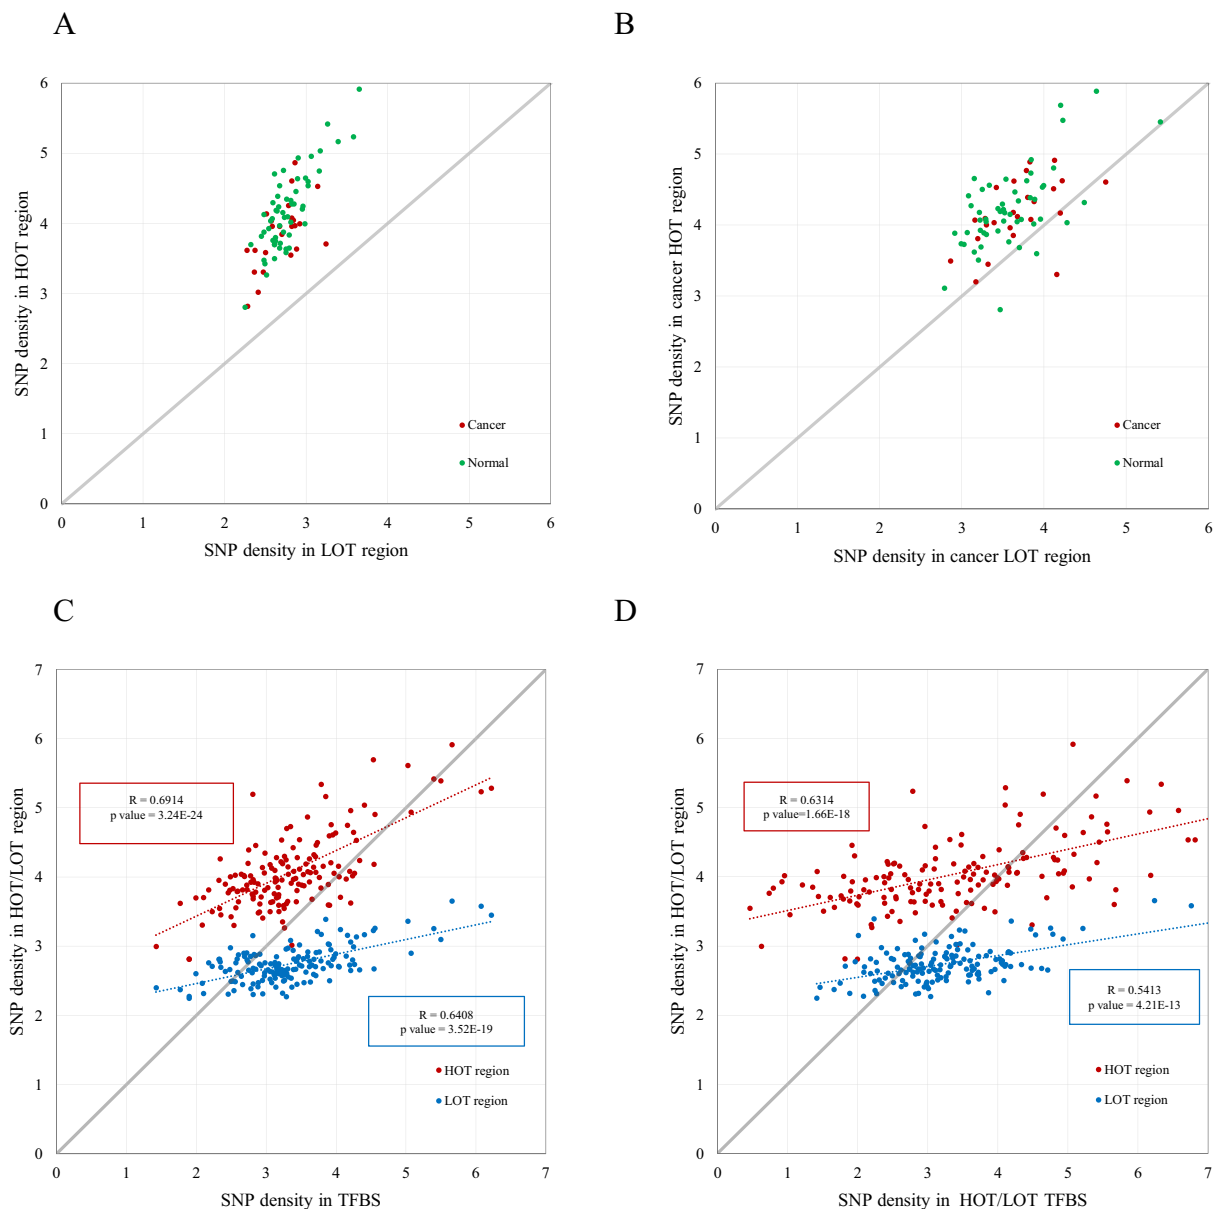 A
B
6
5
4
3
2
1
0
0 1 2 3 4 5 6
SNP density in HOT region
SNP density in LOT region
Cancer
Normal
6
5
4
3
2
1
0
0 1 2 3 4 5 6
SNP density in cancer HOT region
SNP density in cancer LOT region
Cancer
Normal
C
D
7
6
5
4
3
2
1
0
0 1 2 3 4 5 6 7
SNP density in HOT/LOT region
SNP density in TFBS
R = 0.6914
p value = 3.24E-24
R = 0.6408
p value = 3.52E-19
HOT region
LOT region
7
6
5
4
3
2
1
0
0 1 2 3 4 5 6 7
SNP density in HOT/LOT region
SNP density in HOT/LOT TFBS
R = 0.6314
p value=1.66E-18
R = 0.5413
p value = 4.21E-13
HOT region
LOT region